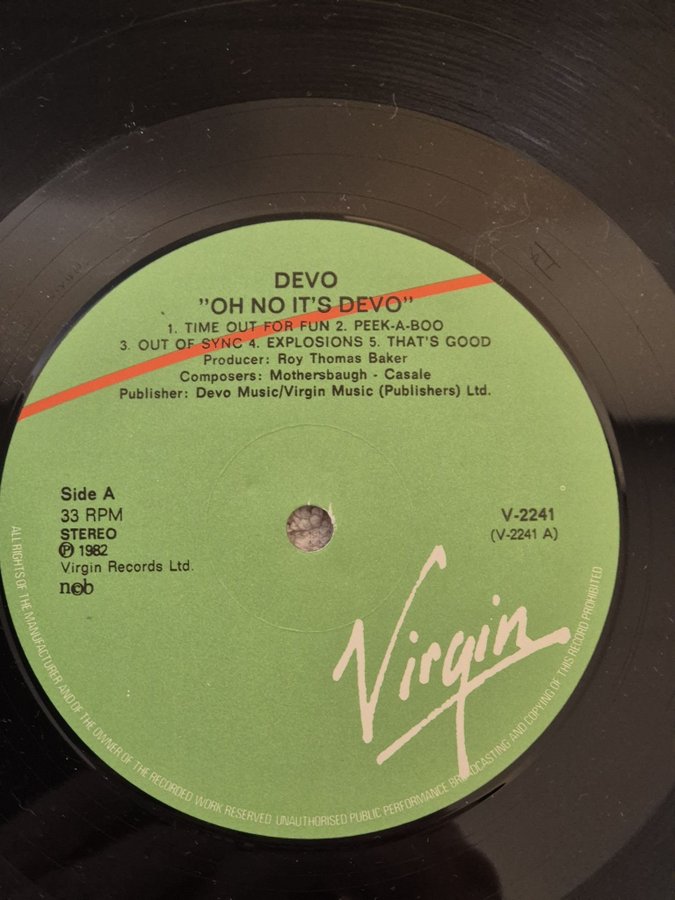 DEVO
"OH NO IT'S DEVO"
1. TIME OUT FOR FUN 2. PEEK-A-BOO
3. OUT OF SYNC 4. EXPLOSIONS 5. THAT'S GOOD
Producer: Roy Thomas Baker
Composers: Mothersbaugh - Casale
Publisher: Devo Music/Virgin Music (Publishers) Ltd.
Side A
33 RPM
STEREO
℗ 1982
Virgin Records Ltd.
ncb
V-2241
(V-2241 A)
Virgin
ALL RIGHTS OF THE MANUFACTURER AND OF THE OWNER OF THE RECORDED WORK RESERVED UNAUTHORISED PUBLIC PERFORMANCE BROADCASTING AND COPYING OF THIS RECORD PROHIBITED